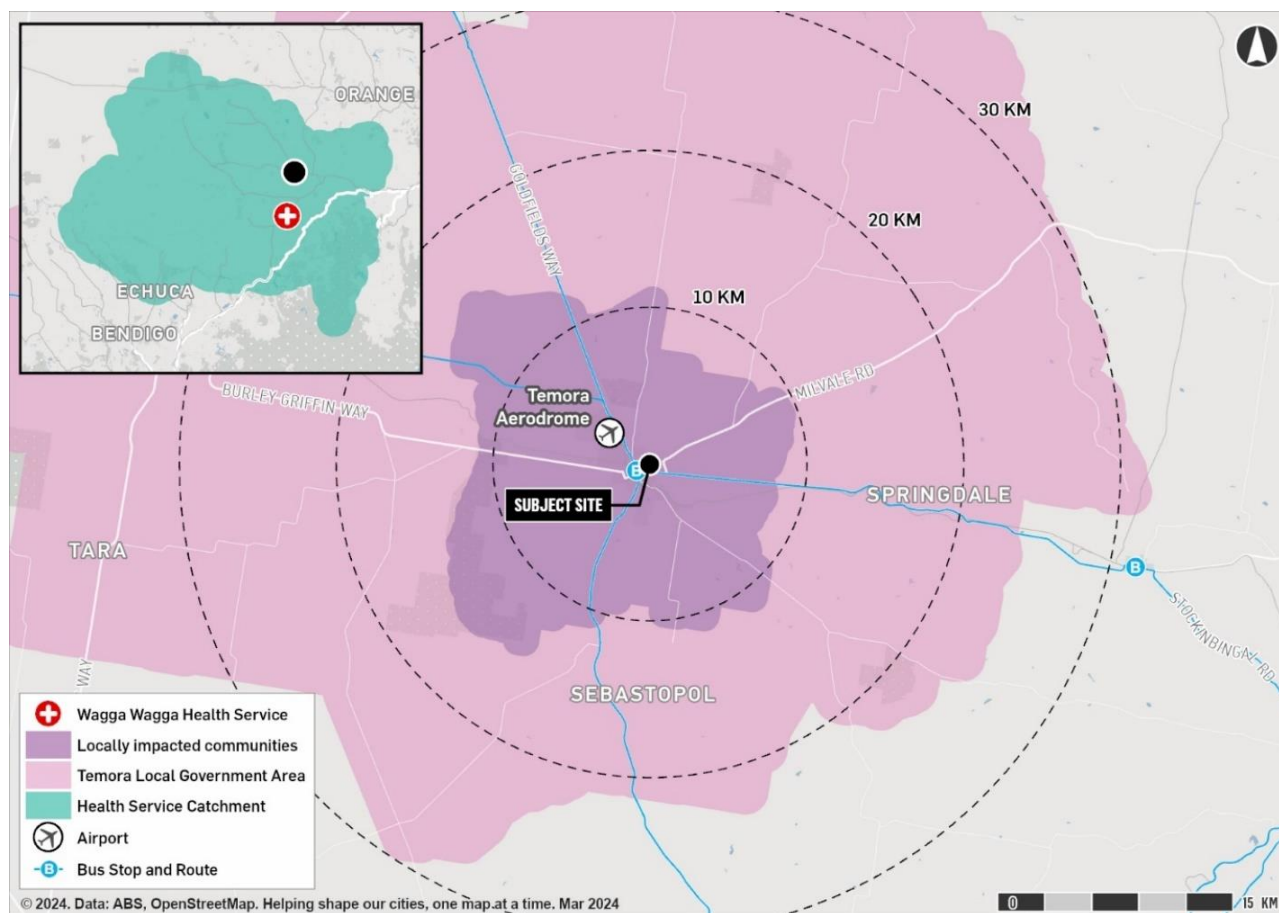 ORANGE
ECHUCA
BENDIGO
30 KM
20 KM
10 KM
GOLDFIELDS WAY
MILVALE RD
BURLEY GRIFFIN WAY
Temora
Aerodrome
B
SUBJECT SITE
SPRINGDALE
TARA
B
STOCKINBINGAL RD
WAY
SEBASTOPOL
Wagga Wagga Health Service
Locally impacted communities
Temora Local Government Area
Health Service Catchment
Airport
B Bus Stop and Route
© 2024. Data: ABS, OpenStreetMap. Helping shape our cities, one map at a time. Mar 2024
0 15 KM